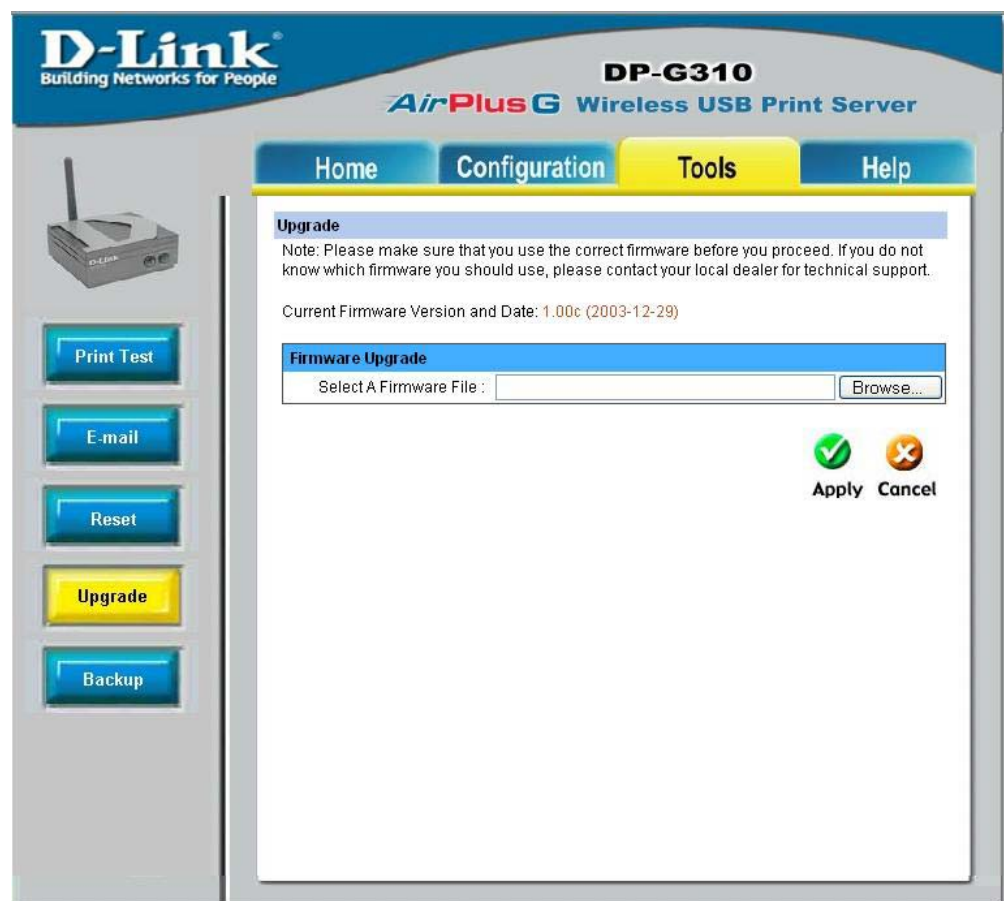 D-Link®
Building Networks for People
DP-G310
AirPlus G Wireless USB Print Server
Home
Configuration
Tools
Help
D-Link
Print Test
E-mail
Reset
Upgrade
Backup
Upgrade
Note: Please make sure that you use the correct firmware before you proceed. If you do not
know which firmware you should use, please contact your local dealer for technical support.
Current Firmware Version and Date: 1.00c (2003-12-29)
Firmware Upgrade
Select A Firmware File :
Browse...
Apply
Cancel